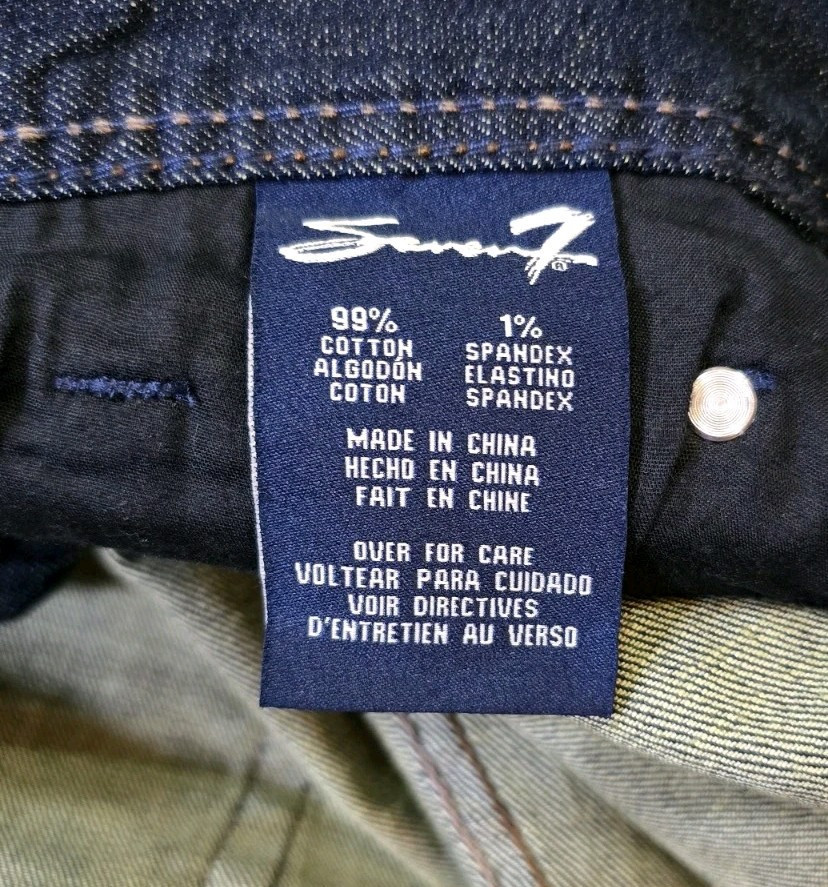 Seven7®
99% 1%
COTTON SPANDEX
ALGODÓN ELASTINO
COTON SPANDEX
MADE IN CHINA
HECHO EN CHINA
FAIT EN CHINE
OVER FOR CARE
VOLTEAR PARA CUIDADO
VOIR DIRECTIVES
D'ENTRETIEN AU VERSO